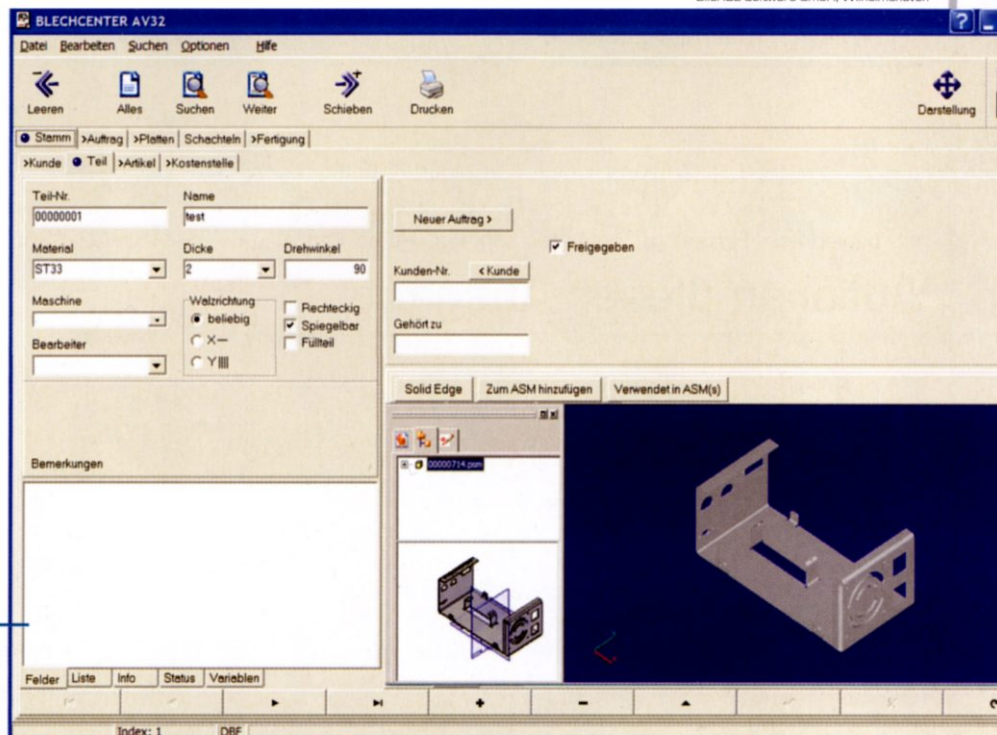 BLECHCENTER AV32
Datei Bearbeiten Suchen Optionen Hilfe
Leeren Alles Suchen Weiter Schieben Drucken Darstellung
Stamm >Auftrag >Platten Schachteln >Fertigung
>Kunde Teil >Artikel >Kostenstelle
Teil-Nr. Name
00000001 test
Neuer Auftrag >
Freigegeben
Material Dicke Drehwinkel
ST33 2 90
Kunden-Nr. < Kunde
Maschine Walzrichtung
beliebig
X
Y
Rechteckig
Spiegelbar
Füllteil
Gehört zu
Bearbeiter
Solid Edge Zum ASM hinzufügen Verwendet in ASM(s)
00000714.psm
Bemerkungen
Felder Liste Info Status Variablen
Index: 1 DBF